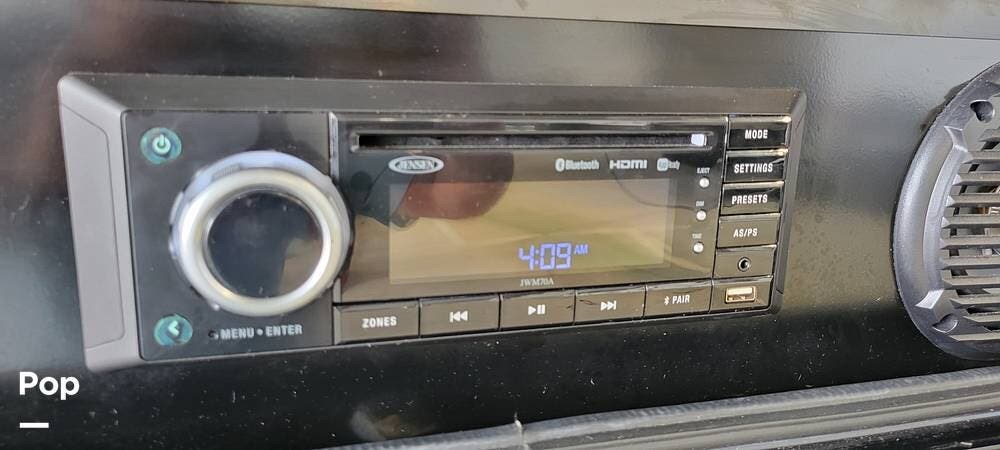 MODE
JENSEN
Bluetooth
HDMI
EJECT
SETTINGS
PRESETS
AS/PS
4:09 AM
JWM70A
ZONES
PAIR
MENU • ENTER
Pop